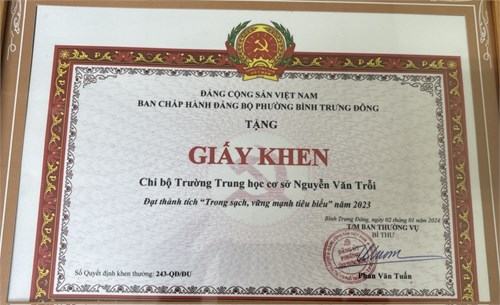 ĐẢNG CỘNG SẢN VIỆT NAM
BAN CHẤP HÀNH ĐẢNG BỘ PHƯỜNG BÌNH TRƯNG ĐÔNG
TẶNG
GIẤY KHEN
Chi bộ Trường Trung học cơ sở Nguyễn Văn Trỗi
Đạt thành tích "Trong sạch, vững mạnh tiêu biểu" năm 2023
Bình Trưng Đông, ngày 02 tháng 01 năm 2024
T/M BAN THƯỜNG VỤ
BÍ THƯ
Số Quyết định khen thưởng: 243-QĐ/ĐU
Phan Văn Tuấn